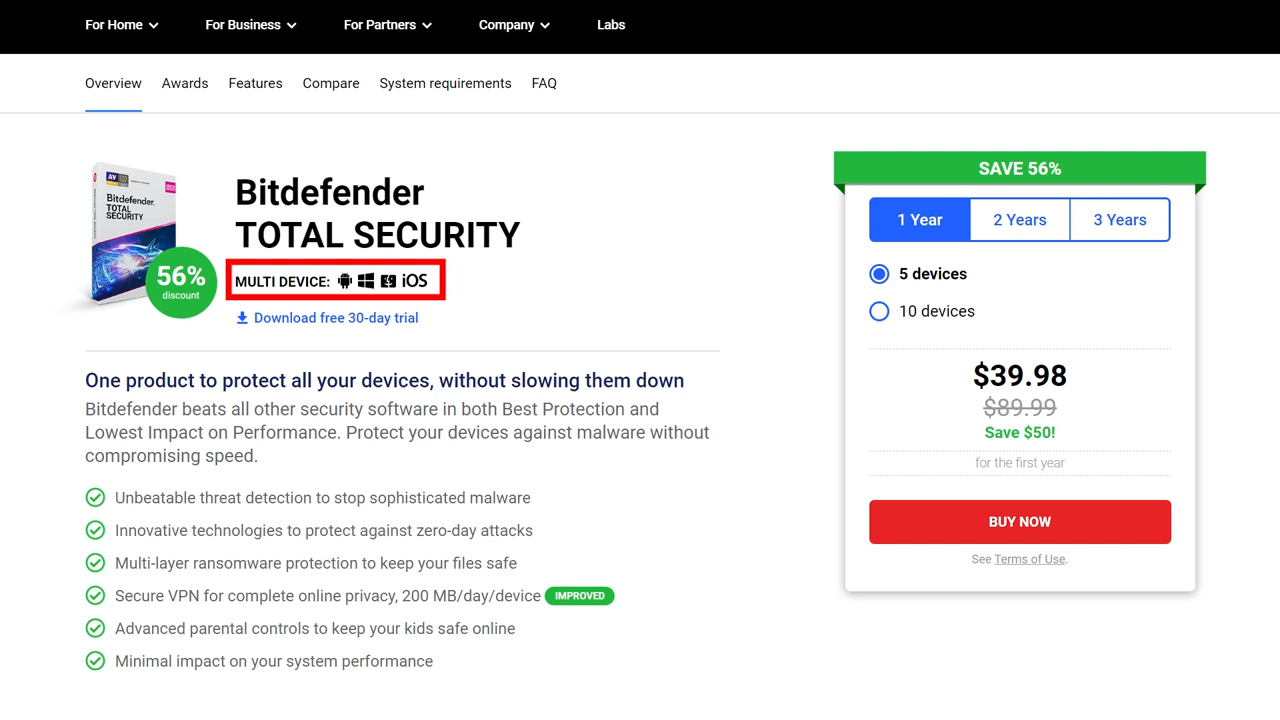 For Home
For Business
For Partners
Company
Labs
Overview
Awards
Features
Compare
System requirements
FAQ
Bitdefender
TOTAL SECURITY
56%
discount
Bitdefender
TOTAL SECURITY
MULTI DEVICE: iOS
Download free 30-day trial
One product to protect all your devices, without slowing them down
Bitdefender beats all other security software in both Best Protection and
Lowest Impact on Performance. Protect your devices against malware without
compromising speed.
Unbeatable threat detection to stop sophisticated malware
Innovative technologies to protect against zero-day attacks
Multi-layer ransomware protection to keep your files safe
Secure VPN for complete online privacy, 200 MB/day/device IMPROVED
Advanced parental controls to keep your kids safe online
Minimal impact on your system performance
SAVE 56%
1 Year
2 Years
3 Years
5 devices
10 devices
$39.98
$89.99
Save $50!
for the first year
BUY NOW
See Terms of Use.